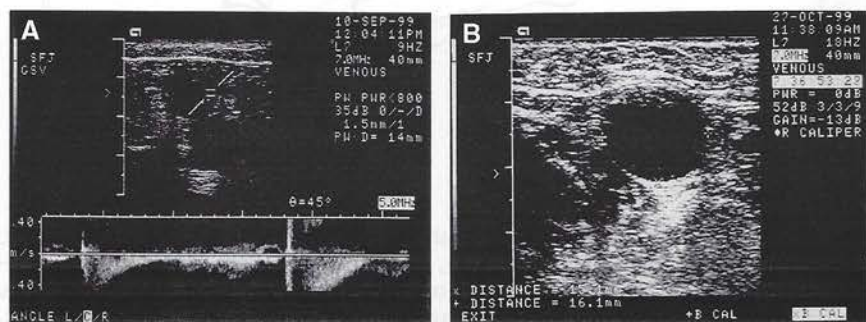 A
10-SEP-99
12:04:11PM
L7 9HZ
7.0MHz 40mm
VENOUS
SFJ
GSV
PW PWR<800
35dB 0/-/D
1.5mm/1
PW D= 14mm
θ=45°
5.0MHz
.40
m/s
.40
ANGLE L/C/R
B
27-OCT-99
11:38:09AM
L7 18HZ
7.0MHz 40mm
SFJ
VENOUS
PWR = 0dB
52dB 3/3/9
GAIN=-13dB
♦R CALIPER
x DISTANCE =
+ DISTANCE = 16.1mm
EXIT +B CAL xB CAL